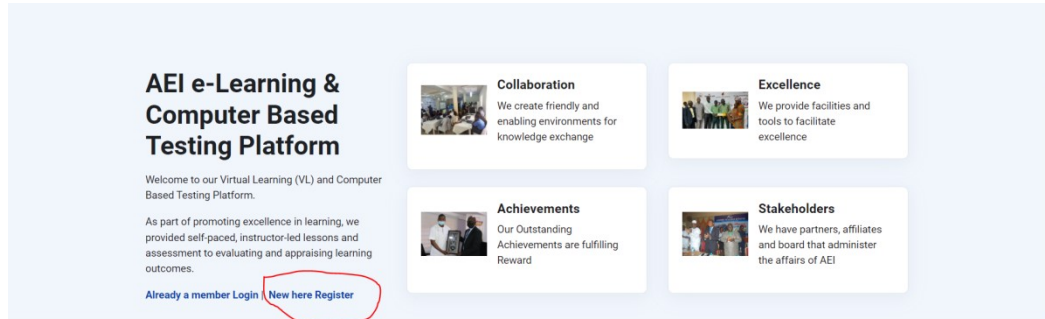 AEI e-Learning &
Computer Based
Testing Platform
Welcome to our Virtual Learning (VL) and Computer
Based Testing Platform.
As part of promoting excellence in learning, we
provided self-paced, instructor-led lessons and
assessment to evaluating and appraising learning
outcomes.
Already a member Login | New here Register
Collaboration
We create friendly and
enabling environments for
knowledge exchange
Excellence
We provide facilities and
tools to facilitate
excellence
Achievements
Our Outstanding
Achievements are fulfilling
Reward
Stakeholders
We have partners, affiliates
and board that administer
the affairs of AEI